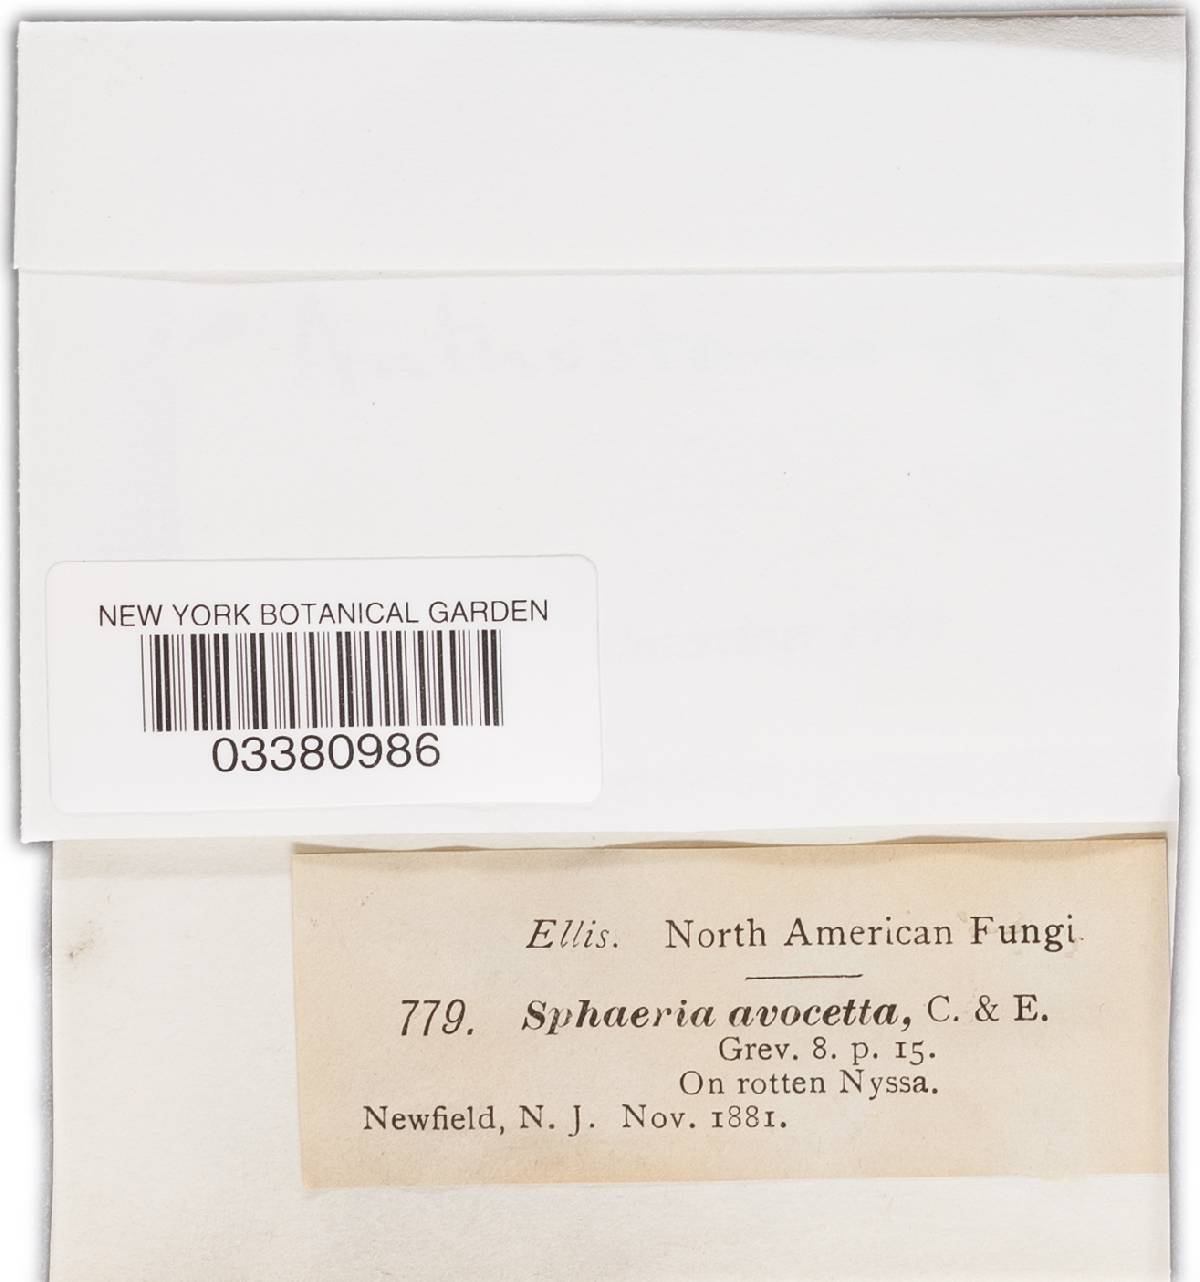 NEW YORK BOTANICAL GARDEN
03380986
Ellis. North American Fungi.
779. Sphaeria avocetta, C. & E.
Grev. 8. p. 15.
On rotten Nyssa.
Newfield, N. J. Nov. 1881.